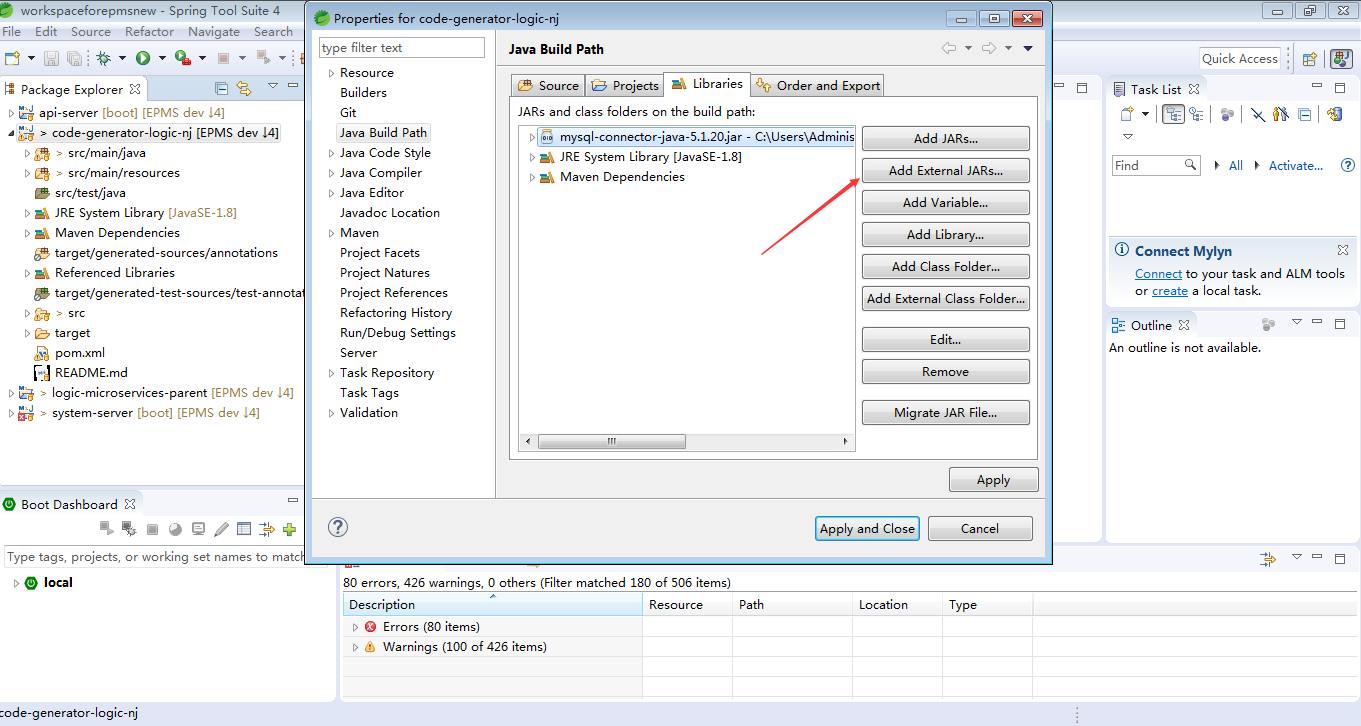 workspaceforepmsnew - Spring Tool Suite 4
File Edit Source Refactor Navigate Search
Quick Access
Package Explorer
api-server [boot] [EPMS dev ↓4]
> code-generator-logic-nj [EPMS dev ↓4]
> src/main/java
> src/main/resources
src/test/java
JRE System Library [JavaSE-1.8]
Maven Dependencies
target/generated-sources/annotations
Referenced Libraries
target/generated-test-sources/test-annotat
> src
target
pom.xml
README.md
> logic-microservices-parent [EPMS dev ↓4]
> system-server [boot] [EPMS dev ↓4]
Boot Dashboard
Type tags, projects, or working set names to match
local
code-generator-logic-nj
Properties for code-generator-logic-nj
type filter text
Resource
Builders
Git
Java Build Path
Java Code Style
Java Compiler
Java Editor
Javadoc Location
Maven
Project Facets
Project Natures
Project References
Refactoring History
Run/Debug Settings
Server
Task Repository
Task Tags
Validation
Java Build Path
Source Projects Libraries Order and Export
JARs and class folders on the build path:
mysql-connector-java-5.1.20.jar - C:\Users\Adminis
JRE System Library [JavaSE-1.8]
Maven Dependencies
Add JARs...
Add External JARs...
Add Variable...
Add Library...
Add Class Folder...
Add External Class Folder...
Edit...
Remove
Migrate JAR File...
Apply
Apply and Close Cancel
Task List
Find All Activate...
Connect Mylyn
Connect to your task and ALM tools
or create a local task.
Outline
An outline is not available.
80 errors, 426 warnings, 0 others (Filter matched 180 of 506 items)
Description Resource Path Location Type
Errors (80 items)
Warnings (100 of 426 items)